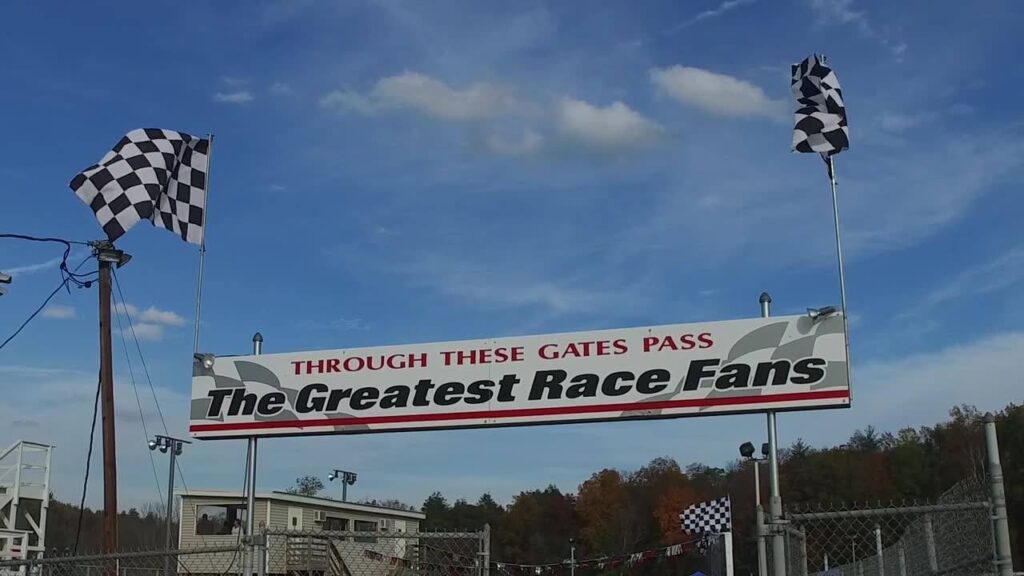 THROUGH THESE GATES PASS
The Greatest Race Fans